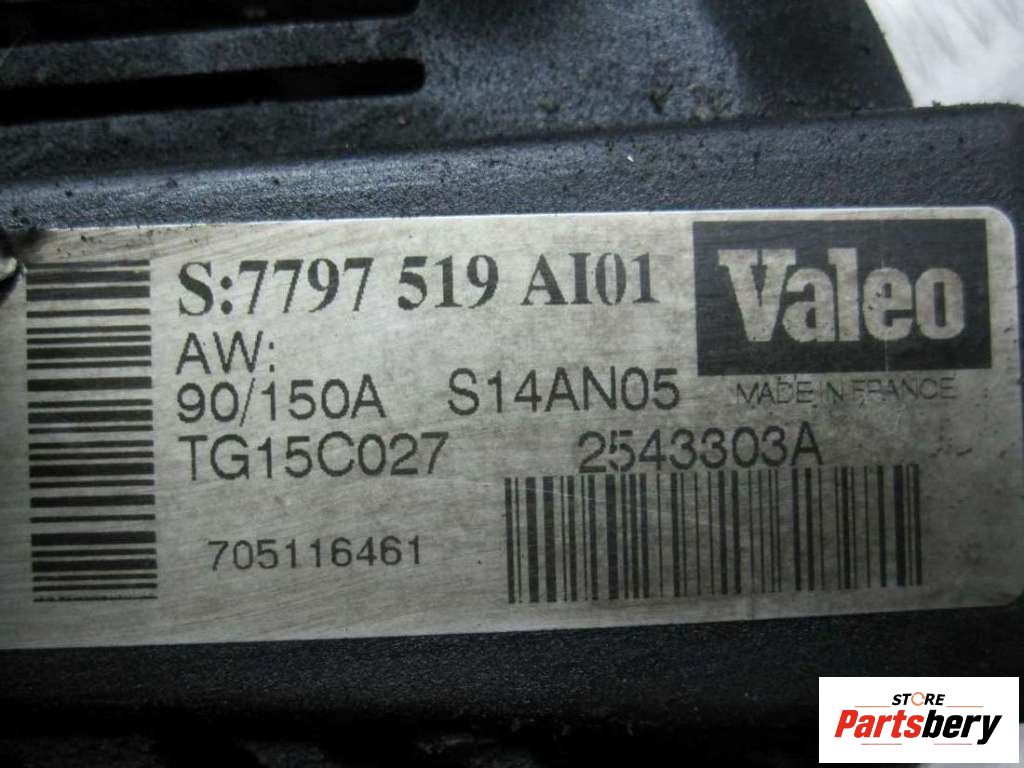 S:7797 519 AI01
Valeo
AW:
MADE IN FRANCE
90/150A S14AN05
TG15C027 2543303A
705116461
STORE
Partsbery